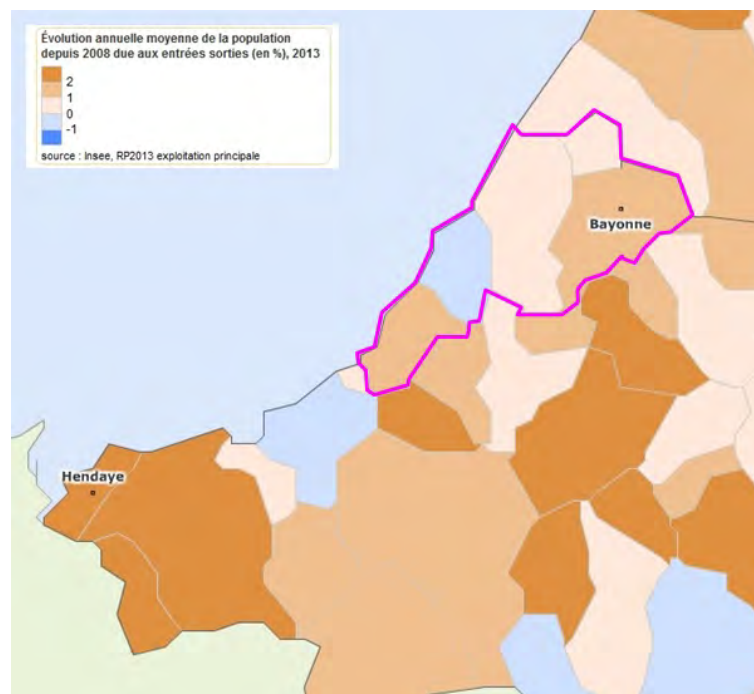 Évolution annuelle moyenne de la population
depuis 2008 due aux entrées sorties (en %), 2013
2
1
0
-1
source : Insee, RP2013 exploitation principale
Bayonne
Hendaye